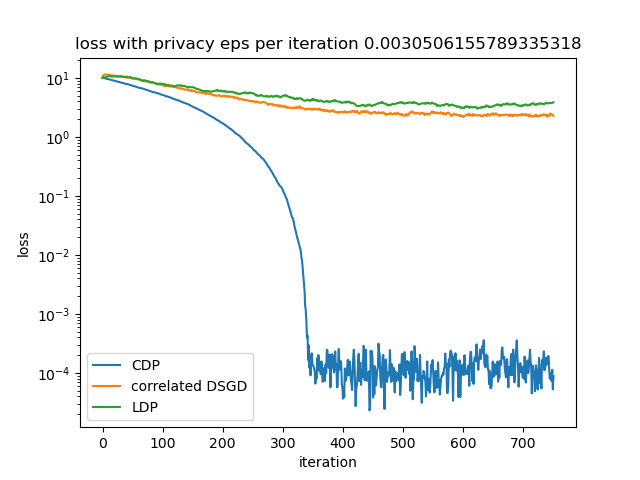 loss with privacy eps per iteration 0.0030506155789335318
loss
10^1
10^0
10^-1
10^-2
10^-3
10^-4
CDP
correlated DSGD
LDP
0 100 200 300 400 500 600 700
iteration